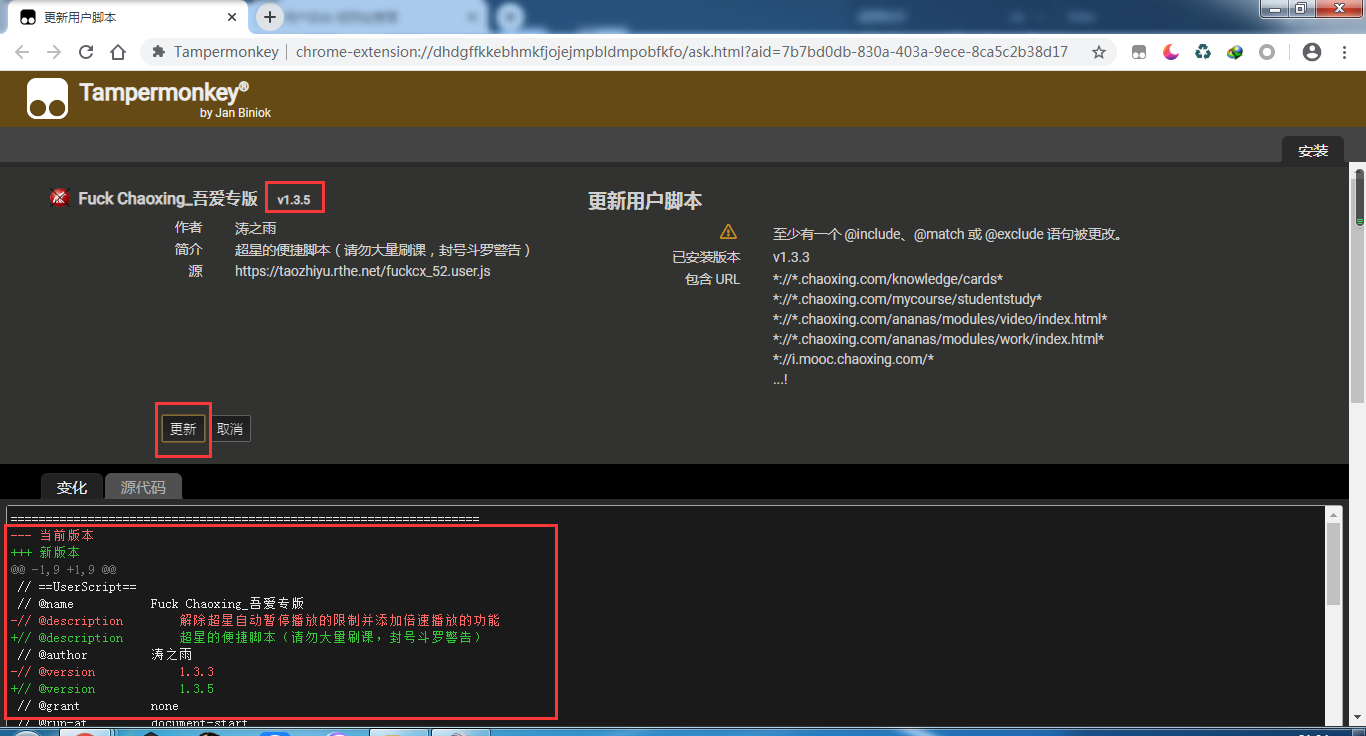 更新用户脚本
Tampermonkey | chrome-extension://dhdgffkkebhmkfjojejmpbldmpobfkfo/ask.html?aid=7b7bd0db-830a-403a-9ece-8ca5c2b38d17
Tampermonkey®
by Jan Biniok
安装
Fuck Chaoxing_吾爱专版 v1.3.5
作者 涛之雨
简介 超星的便捷脚本（请勿大量刷课，封号斗罗警告）
源 https://taozhiyu.rthe.net/fuckcx_52.user.js
更新用户脚本
至少有一个 @include、@match 或 @exclude 语句被更改。
已安装版本 v1.3.3
包含 URL *://*.chaoxing.com/knowledge/cards*
*://*.chaoxing.com/mycourse/studentstudy*
*://*.chaoxing.com/ananas/modules/video/index.html*
*://*.chaoxing.com/ananas/modules/work/index.html*
*://i.mooc.chaoxing.com/*
...!
更新 取消
变化 源代码
===================================================================
--- 当前版本
+++ 新版本
@@ -1,9 +1,9 @@
// ==UserScript==
// @name Fuck Chaoxing_吾爱专版
-// @description 解除超星自动暂停播放的限制并添加倍速播放的功能
+// @description 超星的便捷脚本（请勿大量刷课，封号斗罗警告）
// @author 涛之雨
-// @version 1.3.3
+// @version 1.3.5
// @grant none
// @run-at document-start